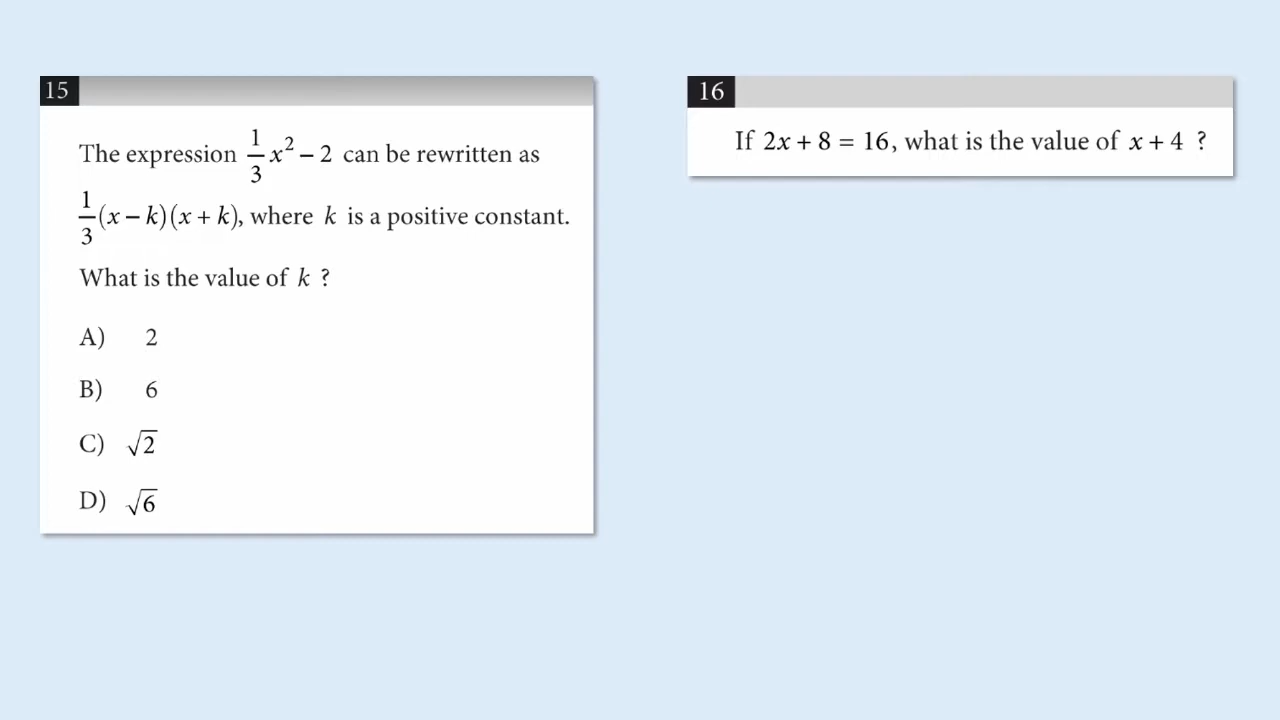 15
The expression 1/3 x² − 2 can be rewritten as
1/3 (x − k)(x + k), where k is a positive constant.
What is the value of k ?
A) 2
B) 6
C) √2
D) √6
16
If 2x + 8 = 16, what is the value of x + 4 ?